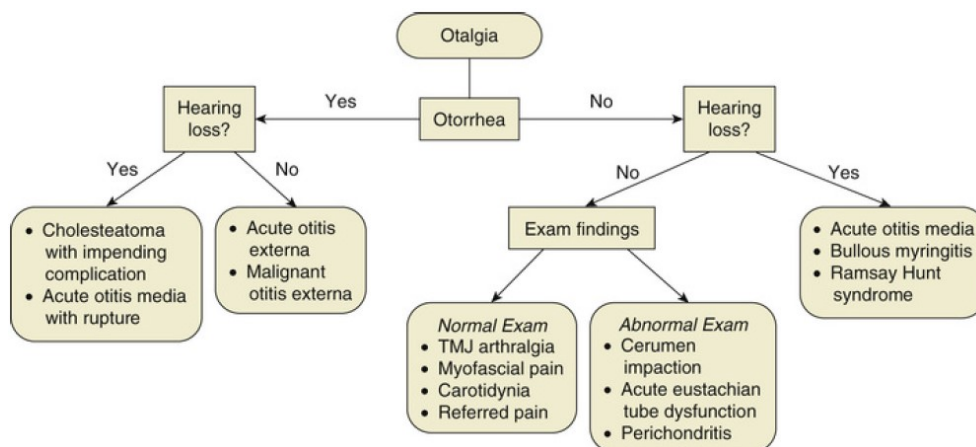 Otalgia
Otorrhea
Yes
No
Hearing
loss?
Yes
No
• Cholesteatoma
with impending
complication
• Acute otitis media
with rupture
• Acute otitis
externa
• Malignant
otitis externa
Hearing
loss?
No
Yes
Exam findings
• Acute otitis media
• Bullous myringitis
• Ramsay Hunt
syndrome
Normal Exam
• TMJ arthralgia
• Myofascial pain
• Carotidynia
• Referred pain
Abnormal Exam
• Cerumen
impaction
• Acute eustachian
tube dysfunction
• Perichondritis